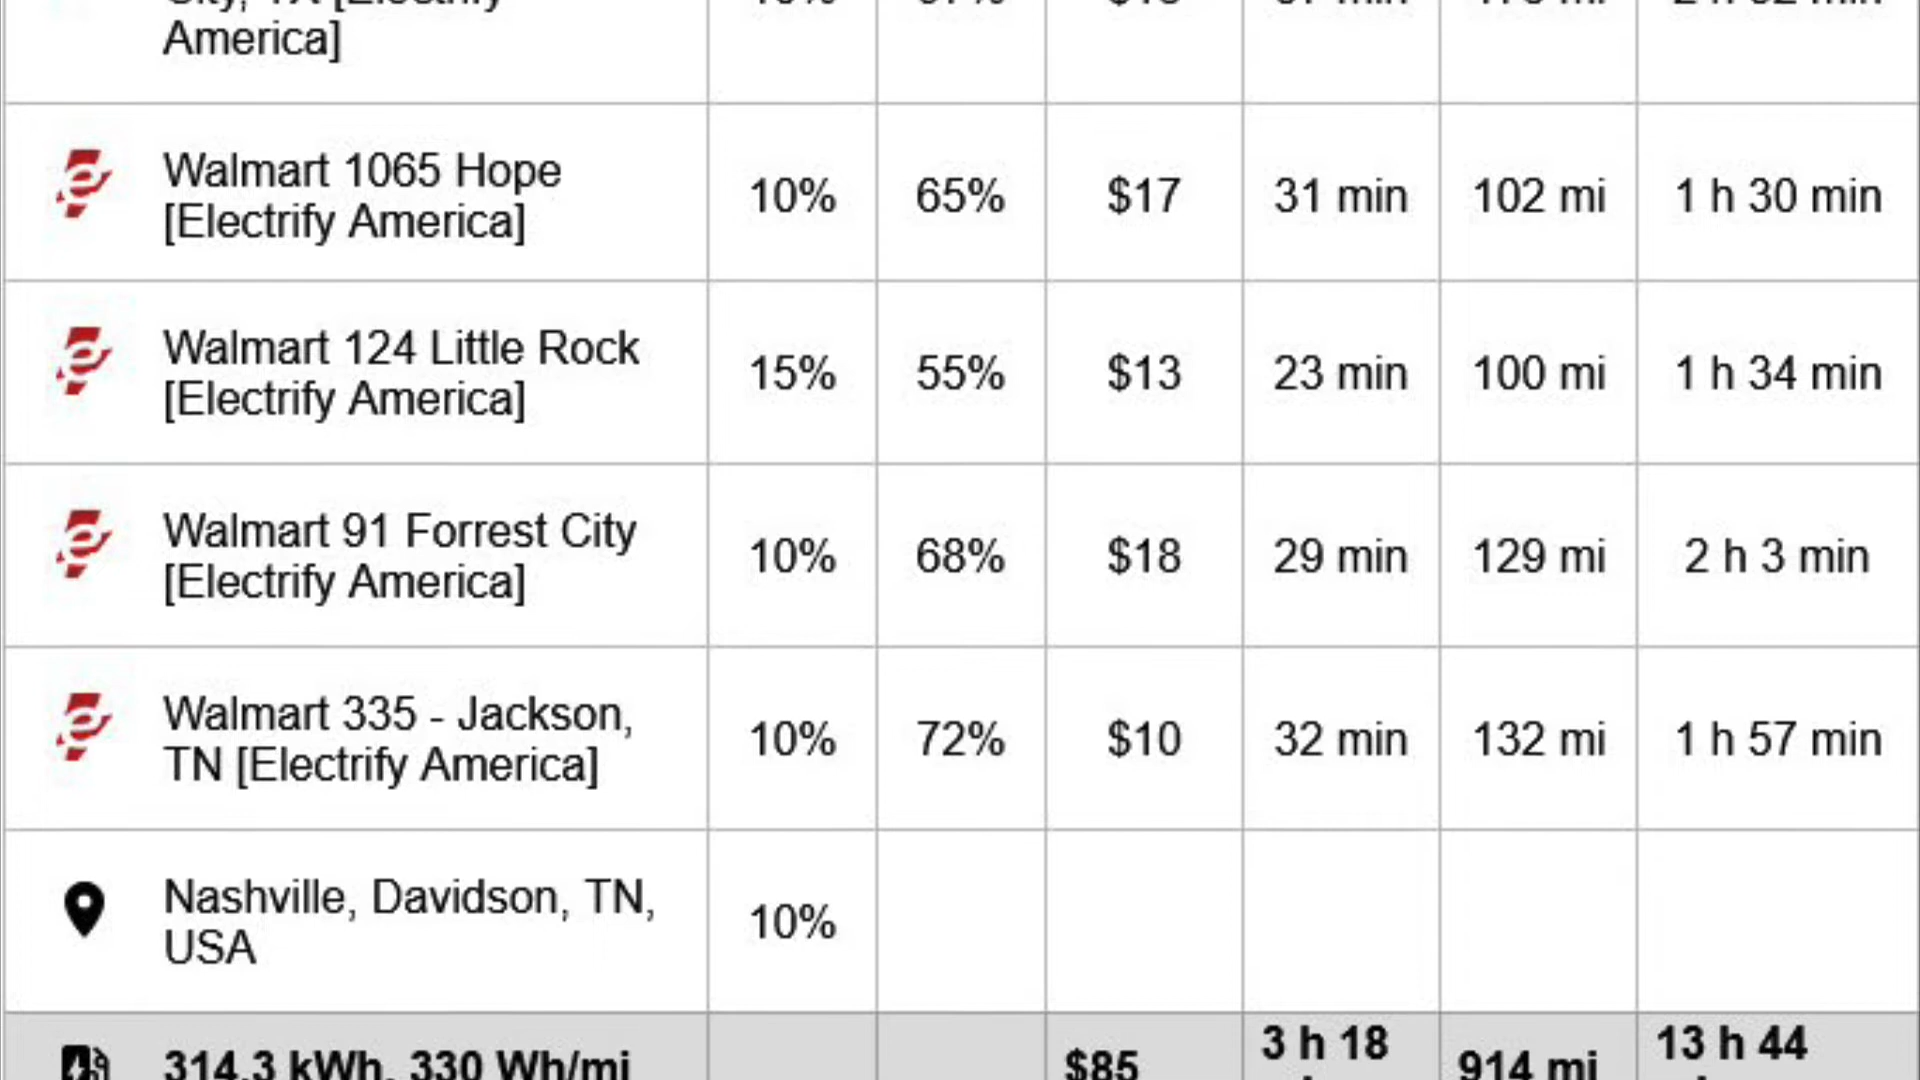 America]
Walmart 1065 Hope
[Electrify America]
10% 65% $17 31 min 102 mi 1 h 30 min
Walmart 124 Little Rock
[Electrify America]
15% 55% $13 23 min 100 mi 1 h 34 min
Walmart 91 Forrest City
[Electrify America]
10% 68% $18 29 min 129 mi 2 h 3 min
Walmart 335 - Jackson,
TN [Electrify America]
10% 72% $10 32 min 132 mi 1 h 57 min
Nashville, Davidson, TN,
USA
10%
314.3 kWh, 330 Wh/mi $85 3 h 18 914 mi 13 h 44